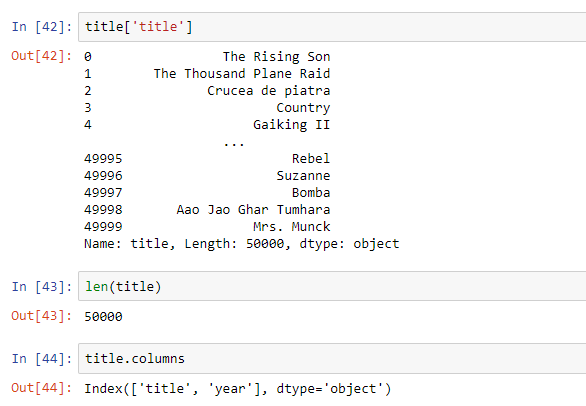 In [42]: title['title']
Out[42]: 0 The Rising Son
1 The Thousand Plane Raid
2 Crucea de piatra
3 Country
4 Gaiking II
...
49995 Rebel
49996 Suzanne
49997 Bomba
49998 Aao Jao Ghar Tumhara
49999 Mrs. Munck
Name: title, Length: 50000, dtype: object
In [43]: len(title)
Out[43]: 50000
In [44]: title.columns
Out[44]: Index(['title', 'year'], dtype='object')